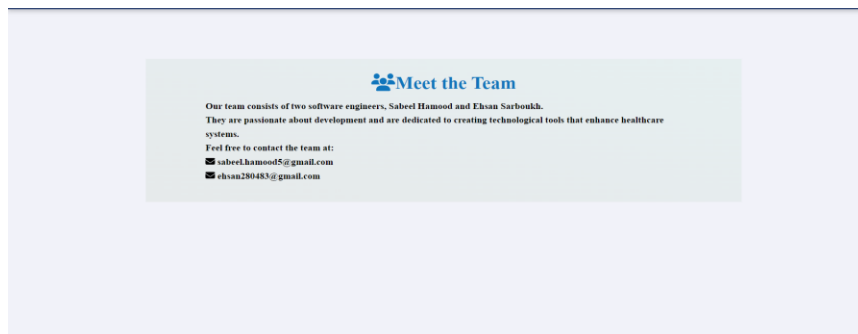 Meet the Team
Our team consists of two software engineers, Sabeel Hamood and Ehsan Sarboukh.
They are passionate about development and are dedicated to creating technological tools that enhance healthcare
systems.
Feel free to contact the team at:
sabeel.hamood5@gmail.com
ehsan280483@gmail.com